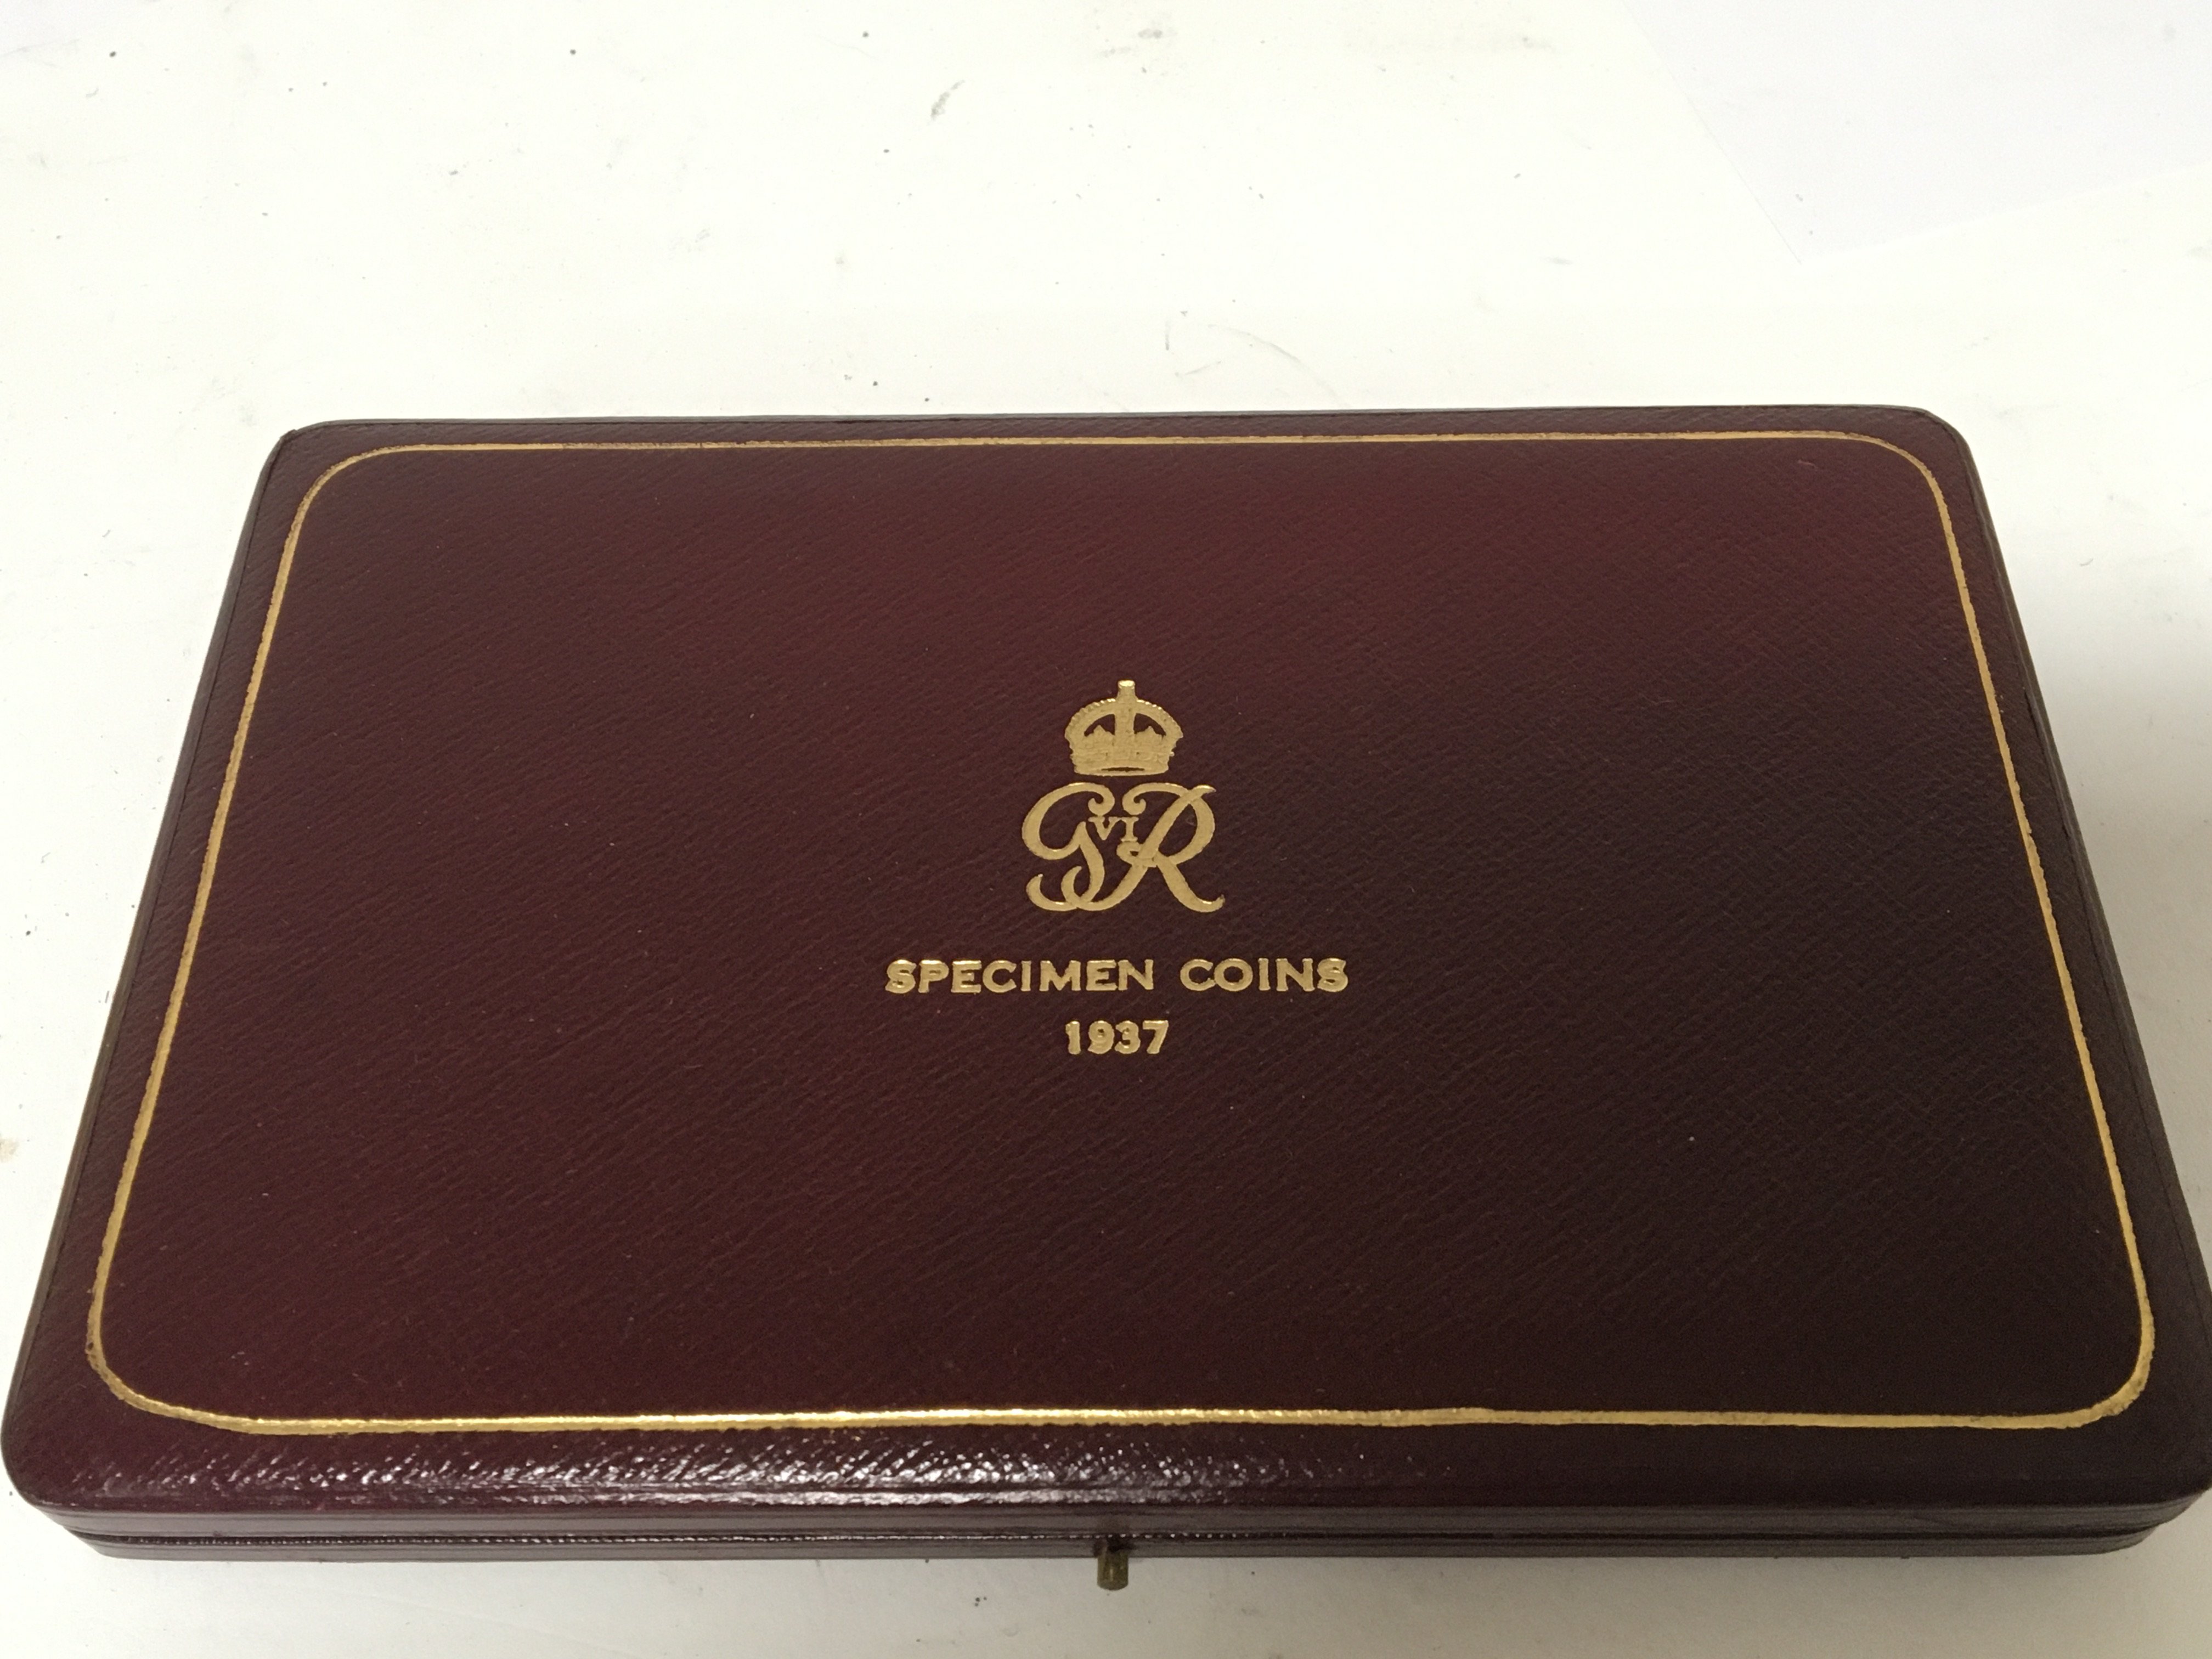 GVIR
SPECIMEN COINS
1937